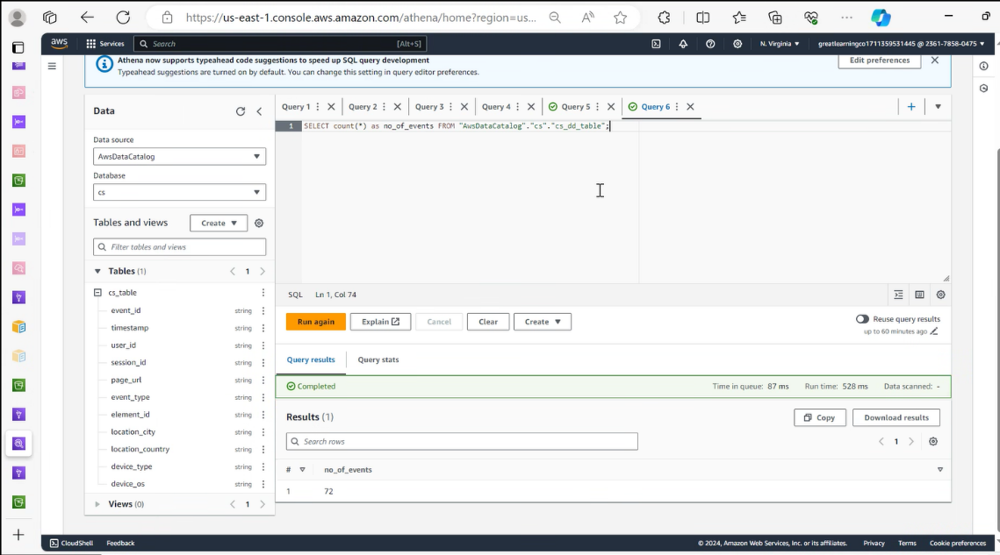 https://us-east-1.console.aws.amazon.com/athena/home?region=us...
aws Services Search [Alt+S] N. Virginia greatlearningco1711359531445 @ 2361-7858-0475
Athena now supports typeahead code suggestions to speed up SQL query development
Typeahead suggestions are turned on by default. You can change this setting in query editor preferences.
Edit preferences
Data
Data source
AwsDataCatalog
Database
cs
Tables and views
Create
Filter tables and views
Tables (1)
1
cs_table
event_id string
timestamp string
user_id string
session_id string
page_url string
event_type string
element_id string
location_city string
location_country string
device_type string
device_os string
Views (0)
1
Query 1 Query 2 Query 3 Query 4 Query 5 Query 6
1 SELECT count(*) as no_of_events FROM "AwsDataCatalog"."cs"."cs_dd_table";
SQL Ln 1, Col 74
Run again Explain Cancel Clear Create
Reuse query results
up to 60 minutes ago
Query results Query stats
Completed Time in queue: 87 ms Run time: 528 ms Data scanned: -
Results (1)
Copy Download results
Search rows
1
# no_of_events
1 72
CloudShell Feedback © 2024, Amazon Web Services, Inc. or its affiliates. Privacy Terms Cookie preferences